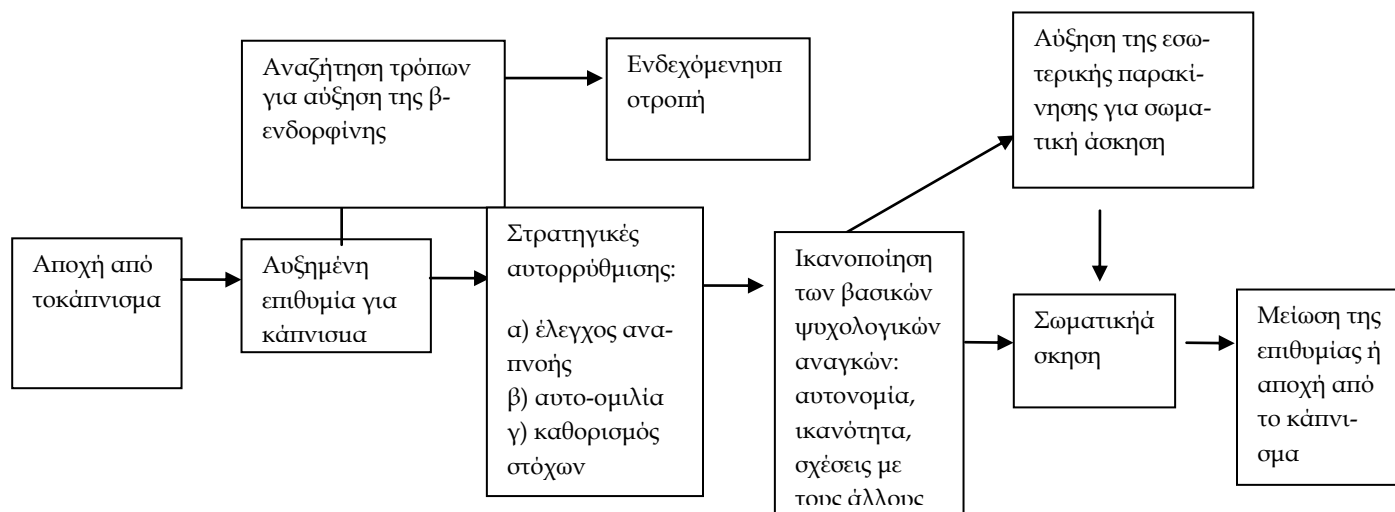 Αναζήτηση τρόπων
για αύξηση της β-
ενδορφίνης
Ενδεχόμενηυπ
οτροπή
Αύξηση της εσω-
τερικής παρακί-
νησης για σωμα-
τική άσκηση
Αποχή από
τοκάπνισμα
Αυξημένη
επιθυμία για
κάπνισμα
Στρατηγικές
αυτορρύθμισης:
α) έλεγχος ανα-
πνοής
β) αυτο-ομιλία
γ) καθορισμός
στόχων
Ικανοποίηση
των βασικών
ψυχολογικών
αναγκών:
αυτονομία,
ικανότητα,
σχέσεις με
τους άλλους
Σωματικήά
σκηση
Μείωση της
επιθυμίας ή
αποχή από
το κάπνι-
σμα